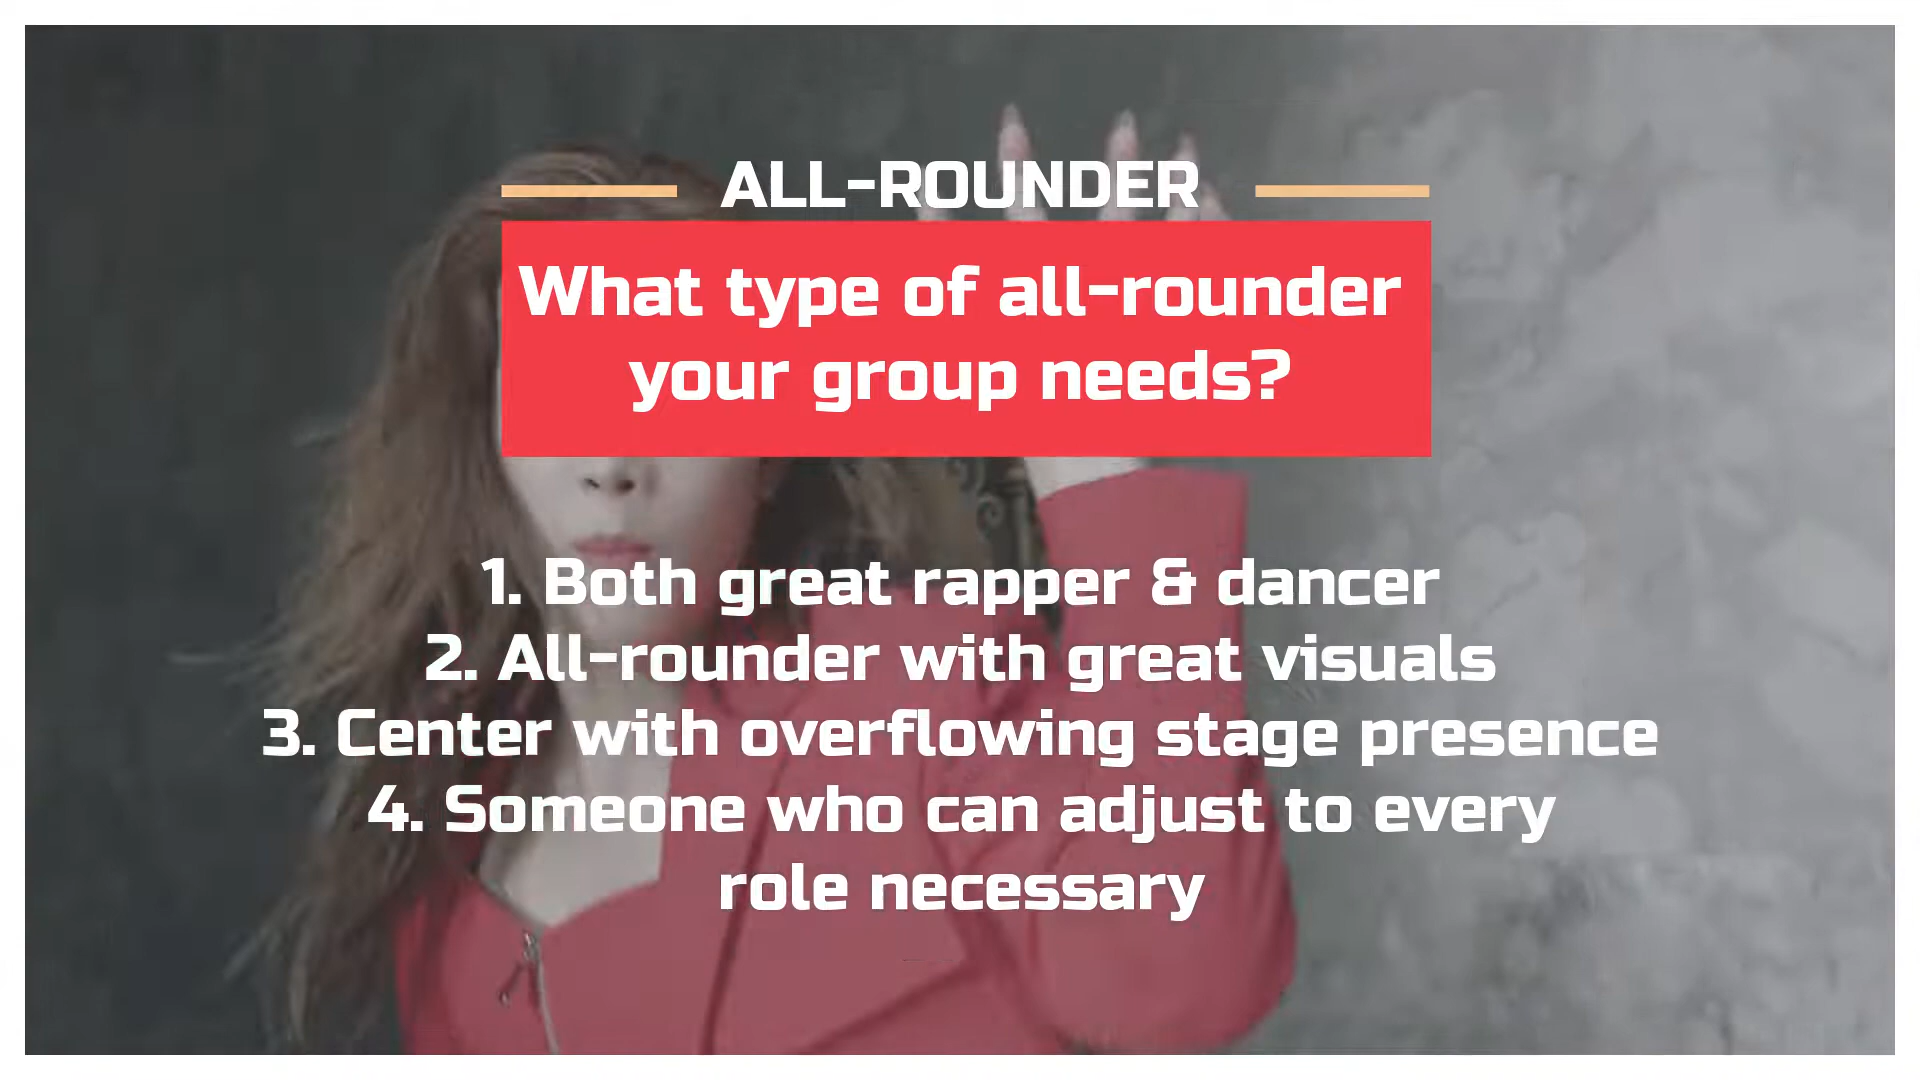 ALL-ROUNDER
What type of all-rounder
your group needs?
1. Both great rapper & dancer
2. All-rounder with great visuals
3. Center with overflowing stage presence
4. Someone who can adjust to every
role necessary